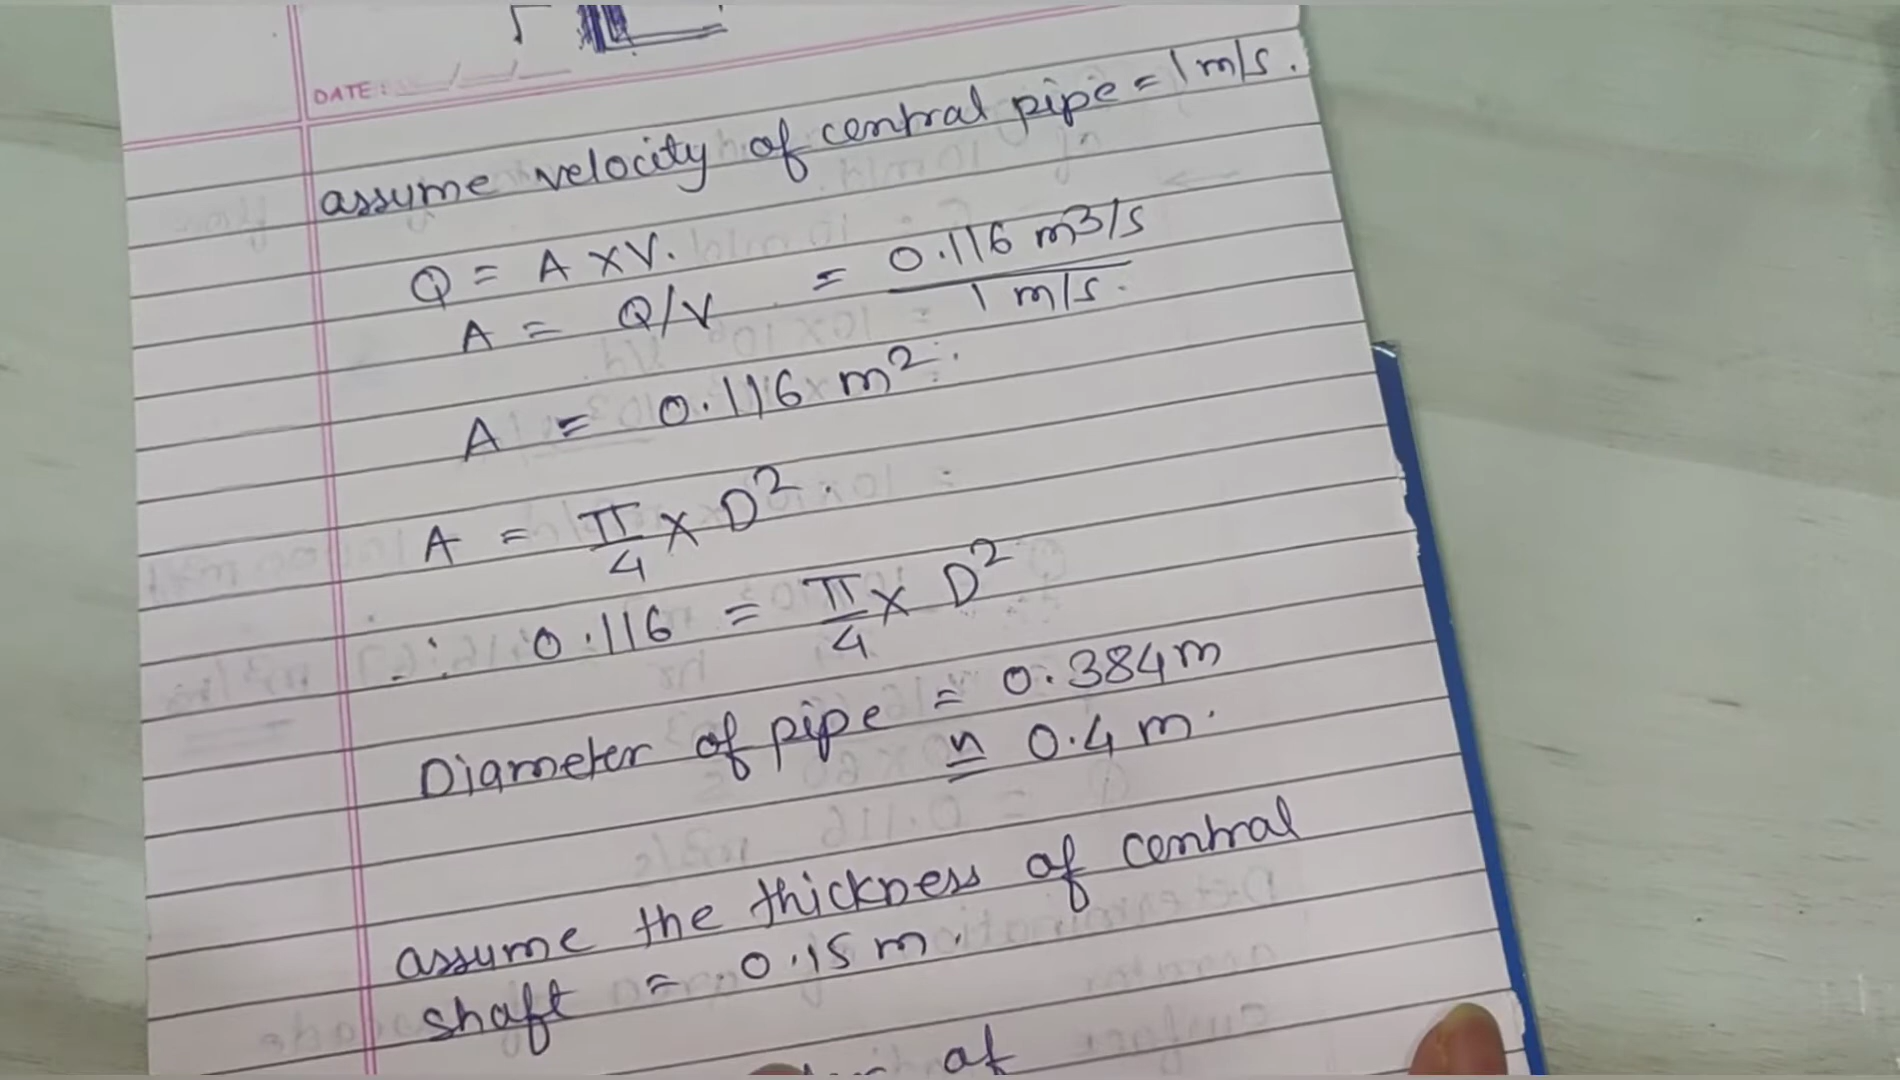 DATE:
assume velocity of central pipe = 1 m/s.
Q = A x V.
A = Q/V = 0.116 m3/s
1 m/s.
A = 0.116 m2.
A = π/4 x D2.
∴ 0.116 = π/4 x D2
Diameter of pipe = 0.384m
≈ 0.4 m.
assume the thickness of central
shaft = 0.15 m.
of